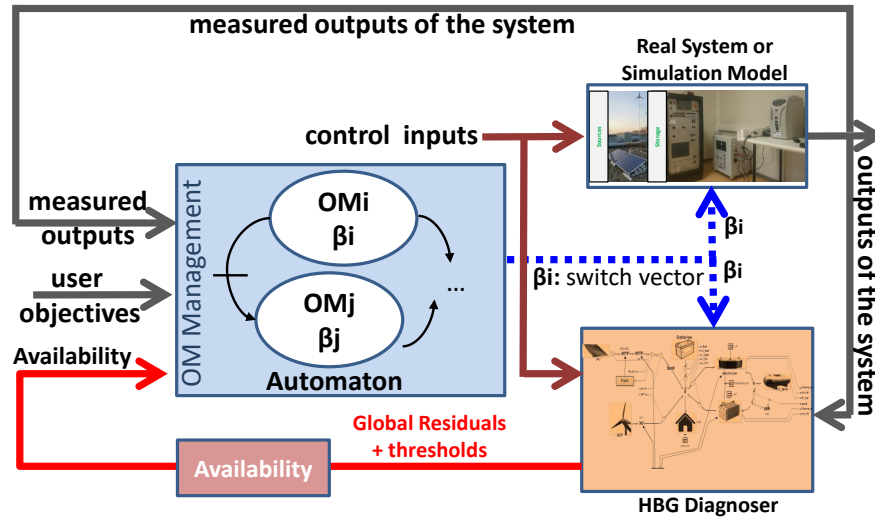 measured outputs of the system
Real System or
Simulation Model
Sources
Storage
control inputs
OM Management
OMi
βi
OMj
βj
...
Automaton
measured
outputs
user
objectives
Availability
βi
βi
βi: switch vector
outputs of the system
Global Residuals
+ thresholds
Availability
HBG Diagnoser